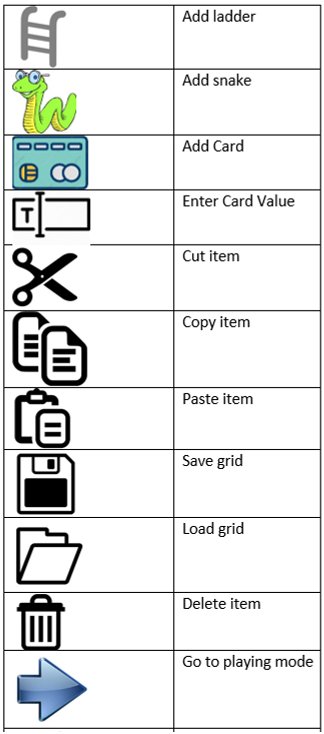 Add ladder
Add snake
Add Card
T
Enter Card Value
Cut item
Copy item
Paste item
Save grid
Load grid
Delete item
Go to playing mode